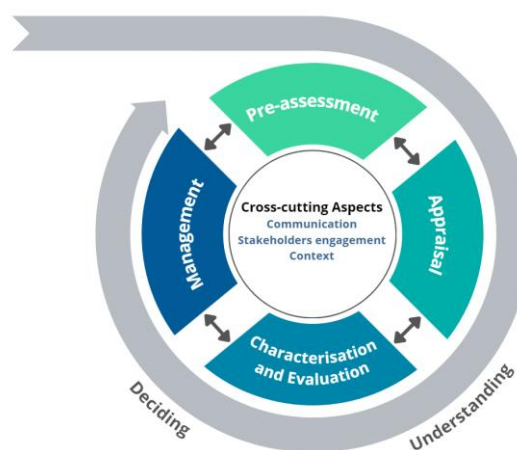 Pre-assessment
Appraisal
Management
Cross-cutting Aspects
Communication
Stakeholders engagement
Context
Characterisation
and Evaluation
Deciding
Understanding